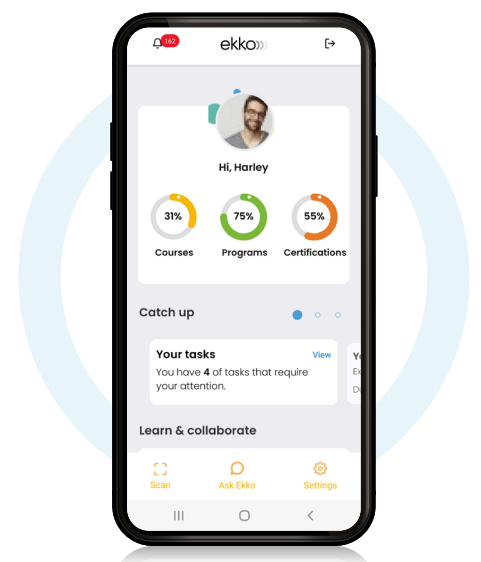 162
ekko
Hi, Harley
31% 75% 55%
Courses Programs Certifications
Catch up
Your tasks View
You have 4 of tasks that require
your attention.
Learn & collaborate
Scan Ask Ekko Settings